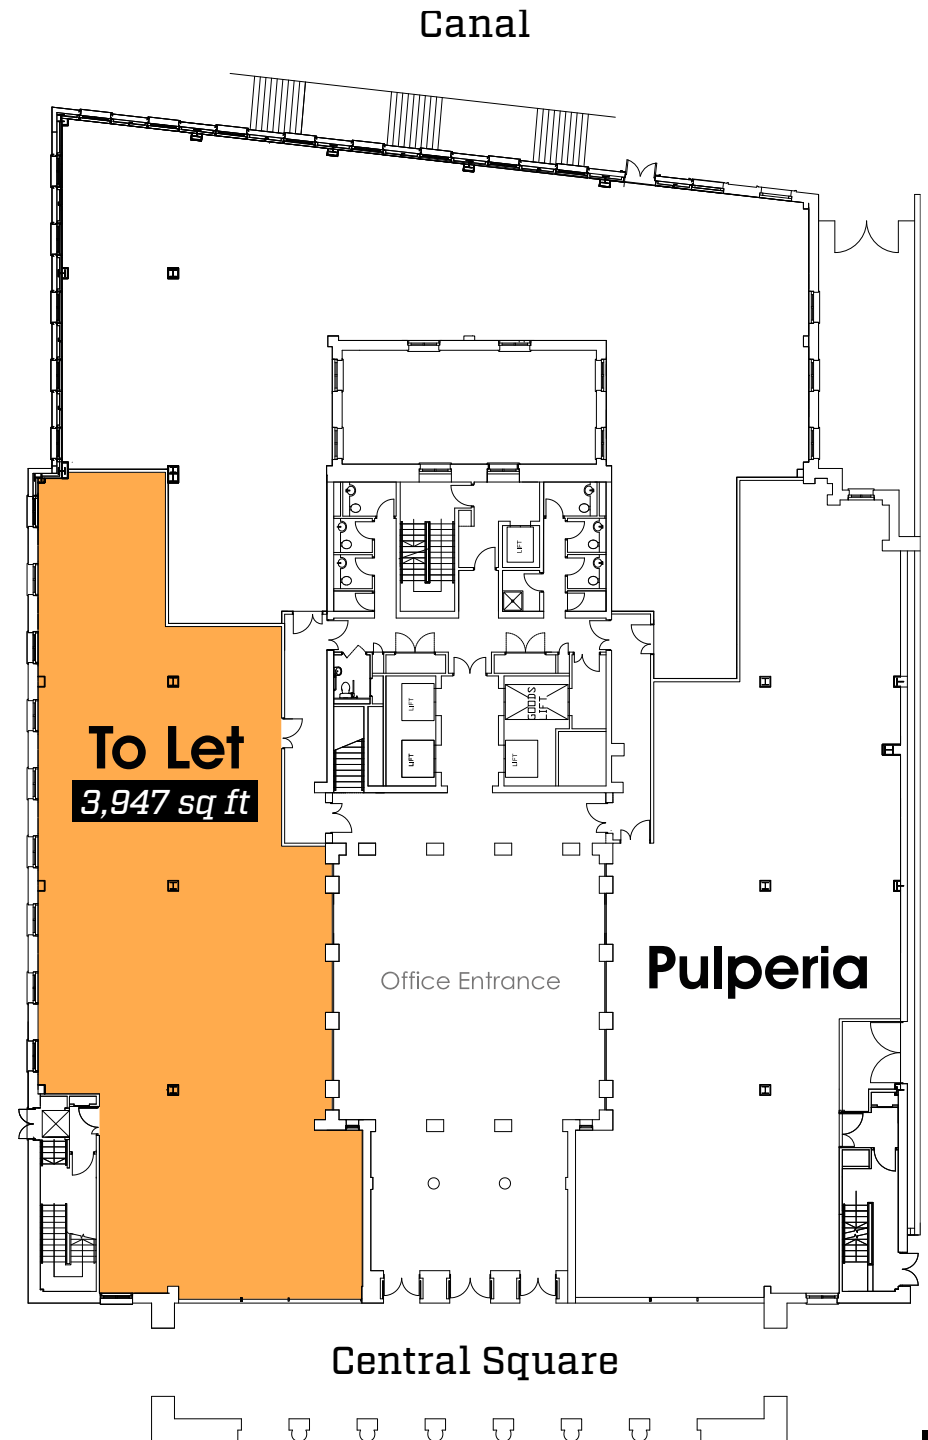 Canal
LIFT
LIFT
GOODS
LIFT
To Let
LIFT
LIFT
3,947 sq ft
Pulperia
Office Entrance
Central Square